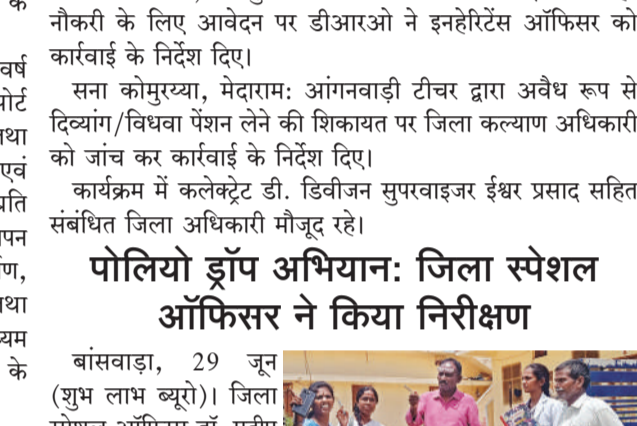 के
वर्ष
पोर्ट
तथा
एवं
प्रति
पन
ण,
तथा
यम
के
नौकरी के लिए आवेदन पर डीआरओ ने इनहेरिटेंस ऑफिसर को
कार्रवाई के निर्देश दिए।
सना कोमुरय्या, मेदाराम: आंगनवाड़ी टीचर द्वारा अवैध रूप से
दिव्यांग/विधवा पेंशन लेने की शिकायत पर जिला कल्याण अधिकारी
को जांच कर कार्रवाई के निर्देश दिए।
कार्यक्रम में कलेक्ट्रेट डी. डिवीजन सुपरवाइजर ईश्वर प्रसाद सहित
संबंधित जिला अधिकारी मौजूद रहे।
पोलियो ड्रॉप अभियान: जिला स्पेशल
ऑफिसर ने किया निरीक्षण
बांसवाड़ा, 29 जून
(शुभ लाभ ब्यूरो)। जिला